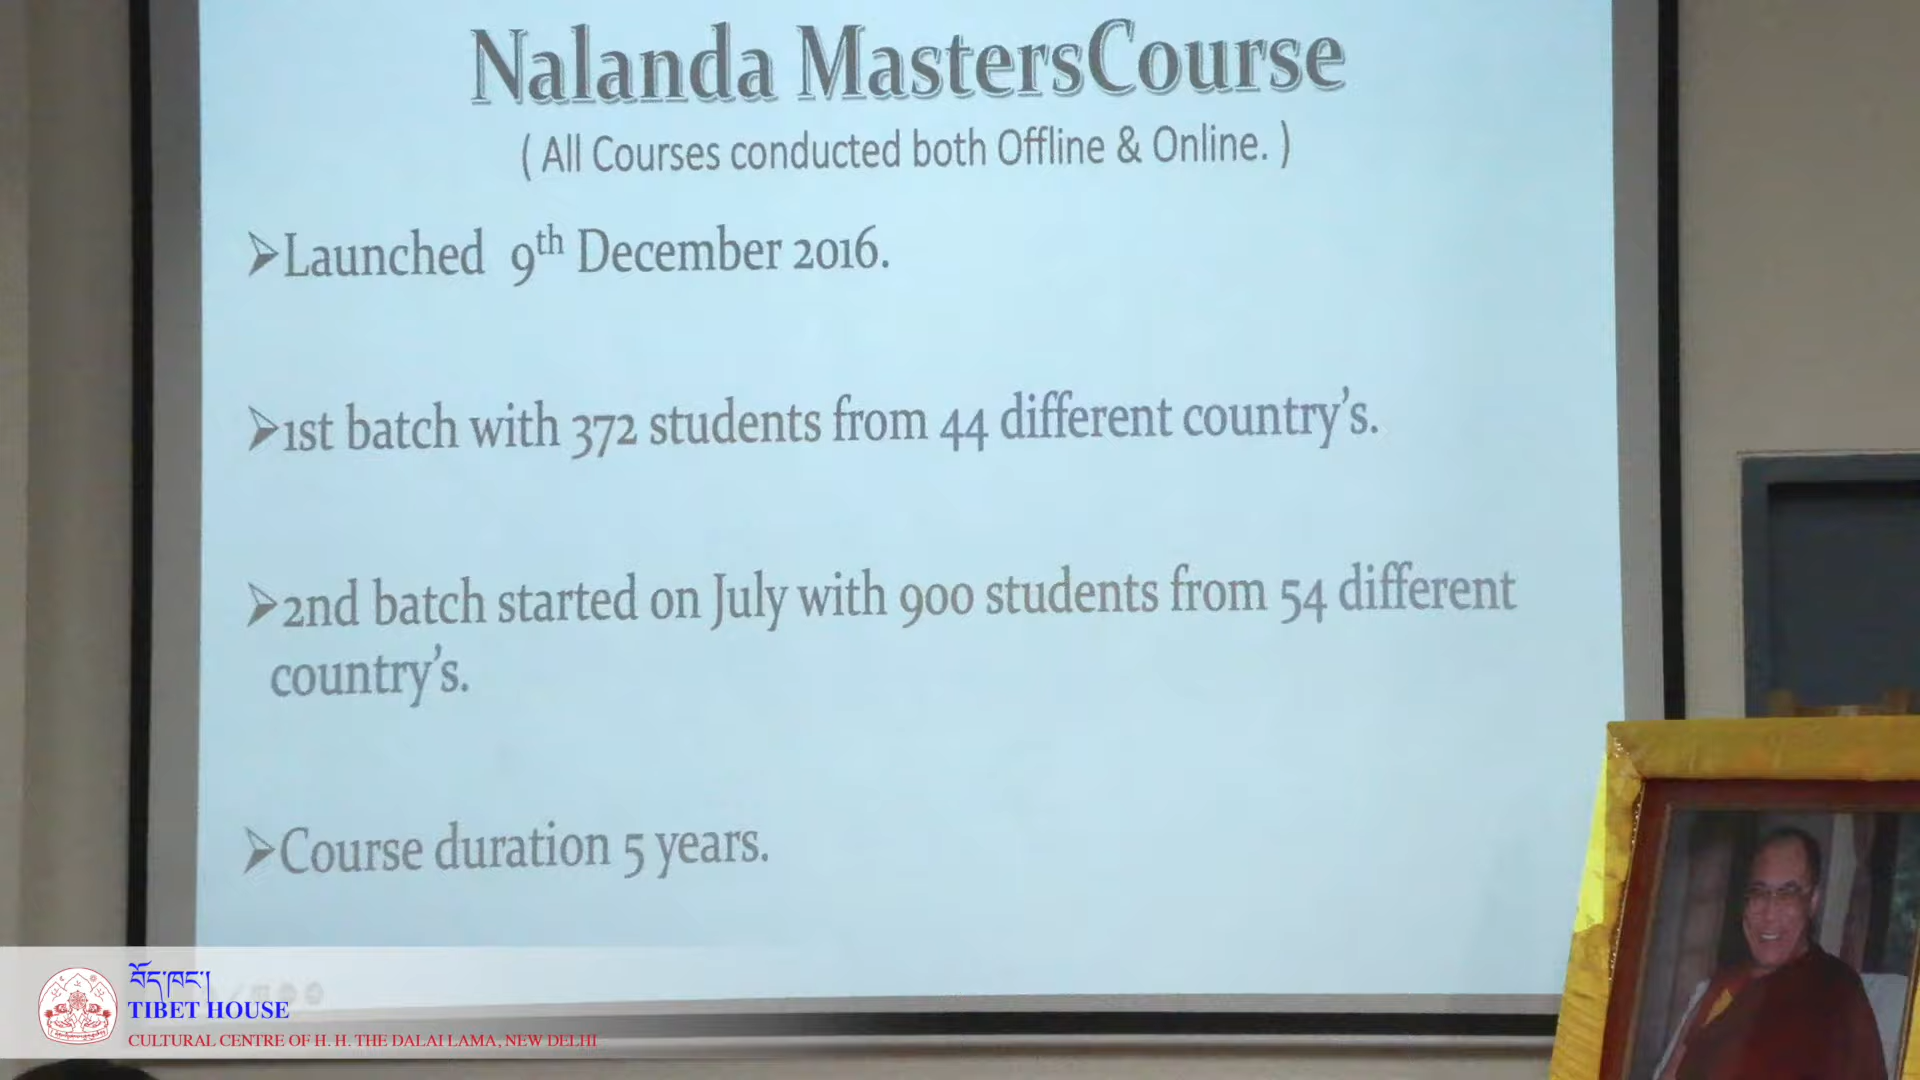 Nalanda MastersCourse
( All Courses conducted both Offline & Online. )
➢Launched 9th December 2016.
➢1st batch with 372 students from 44 different country's.
➢2nd batch started on July with 900 students from 54 different
country's.
➢Course duration 5 years.
བོད་ཁང་།
TIBET HOUSE
CULTURAL CENTRE OF H. H. THE DALAI LAMA, NEW DELHI